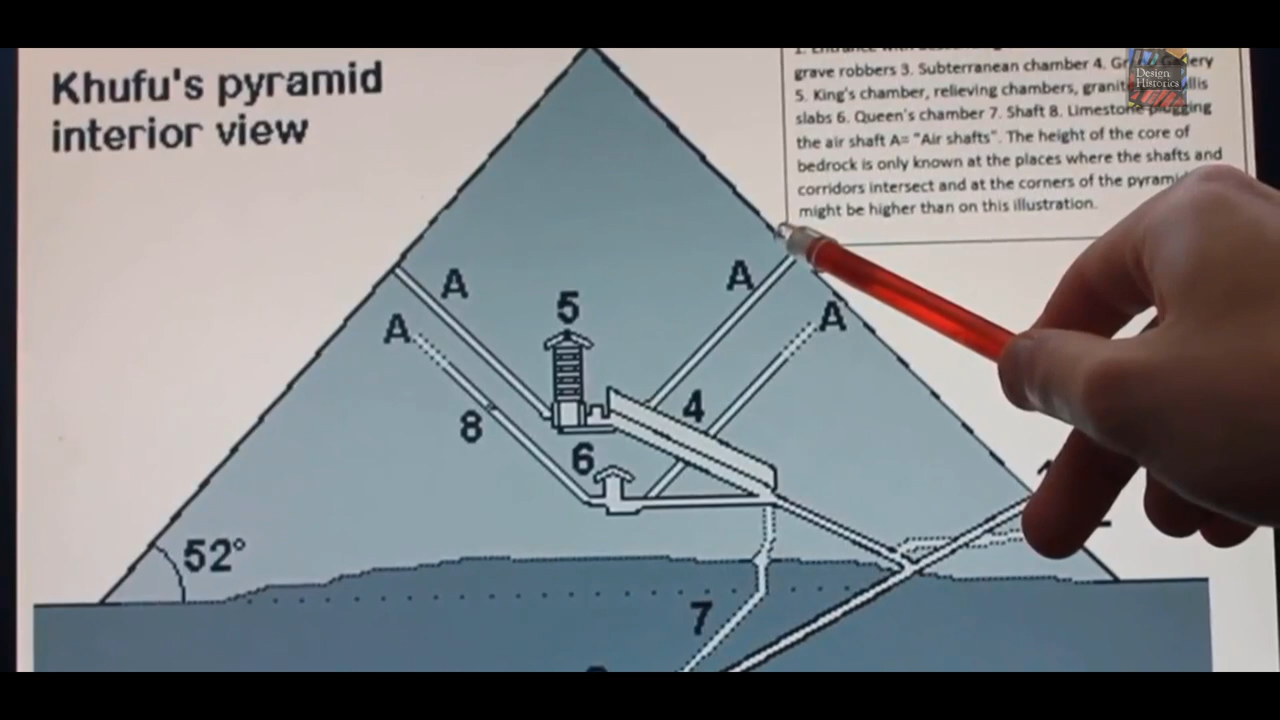 Khufu's pyramid
interior view
grave robbers 3. Subterranean chamber 4.
5. King's chamber, relieving chambers,
slabs 6. Queen's chamber 7. Shaft 8. Limestone plugging
the air shaft A= "Air shafts". The height of the core of
bedrock is only known at the places where the shafts and
corridors intersect and at the corners of the pyramid
might be higher than on this illustration.
Design
Historics
A
A
A
A
5
4
8
6
52°
7